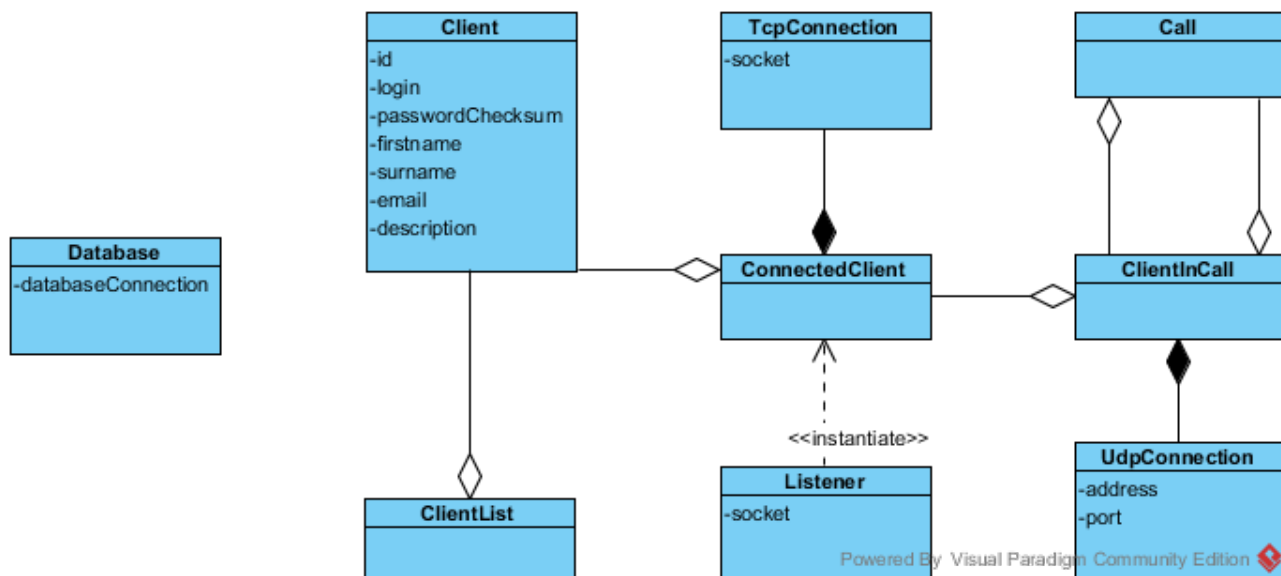 Client
-id
-login
-passwordChecksum
-firstname
-surname
-email
-description
TcpConnection
-socket
Call
Database
-databaseConnection
ConnectedClient
ClientInCall
<<instantiate>>
ClientList
Listener
-socket
UdpConnection
-address
-port
Powered By Visual Paradigm Community Edition